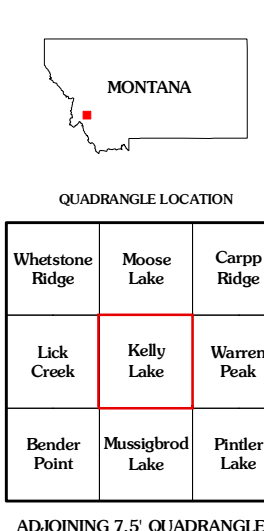 MONTANA
QUADRANGLE LOCATION
Whetstone Ridge
Moose Lake
Carpp Ridge
Lick Creek
Kelly Lake
Warren Peak
Bender Point
Mussigbrod Lake
Pintler Lake
ADJOINING 7.5' QUADRANGLE